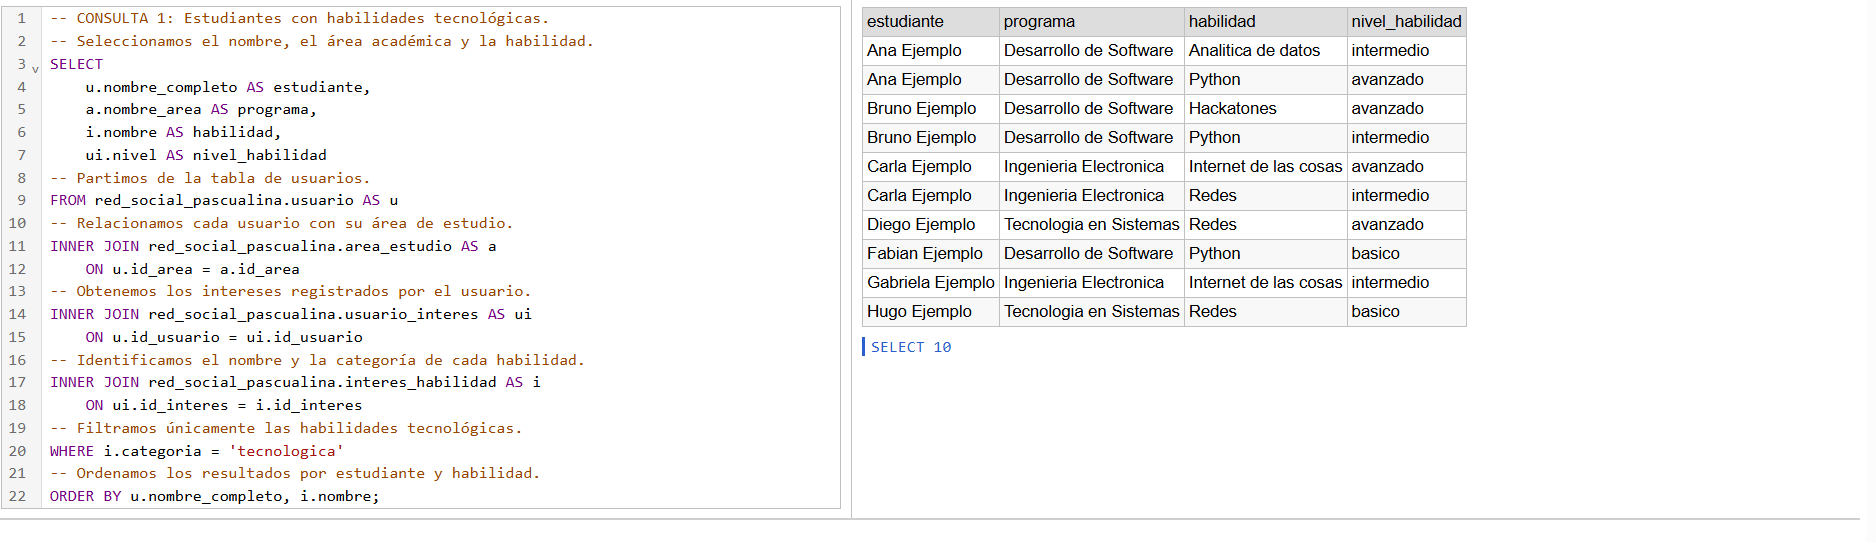 1 -- CONSULTA 1: Estudiantes con habilidades tecnológicas.
2 -- Seleccionamos el nombre, el área académica y la habilidad.
3 SELECT
4 u.nombre_completo AS estudiante,
5 a.nombre_area AS programa,
6 i.nombre AS habilidad,
7 ui.nivel AS nivel_habilidad
8 -- Partimos de la tabla de usuarios.
9 FROM red_social_pascualina.usuario AS u
10 -- Relacionamos cada usuario con su área de estudio.
11 INNER JOIN red_social_pascualina.area_estudio AS a
12 ON u.id_area = a.id_area
13 -- Obtenemos los intereses registrados por el usuario.
14 INNER JOIN red_social_pascualina.usuario_interes AS ui
15 ON u.id_usuario = ui.id_usuario
16 -- Identificamos el nombre y la categoría de cada habilidad.
17 INNER JOIN red_social_pascualina.interes_habilidad AS i
18 ON ui.id_interes = i.id_interes
19 -- Filtramos únicamente las habilidades tecnológicas.
20 WHERE i.categoria = 'tecnologica'
21 -- Ordenamos los resultados por estudiante y habilidad.
22 ORDER BY u.nombre_completo, i.nombre;
estudiante programa habilidad nivel_habilidad
Ana Ejemplo Desarrollo de Software Analitica de datos intermedio
Ana Ejemplo Desarrollo de Software Python avanzado
Bruno Ejemplo Desarrollo de Software Hackatones avanzado
Bruno Ejemplo Desarrollo de Software Python intermedio
Carla Ejemplo Ingenieria Electronica Internet de las cosas avanzado
Carla Ejemplo Ingenieria Electronica Redes intermedio
Diego Ejemplo Tecnologia en Sistemas Redes avanzado
Fabian Ejemplo Desarrollo de Software Python basico
Gabriela Ejemplo Ingenieria Electronica Internet de las cosas intermedio
Hugo Ejemplo Tecnologia en Sistemas Redes basico
SELECT 10